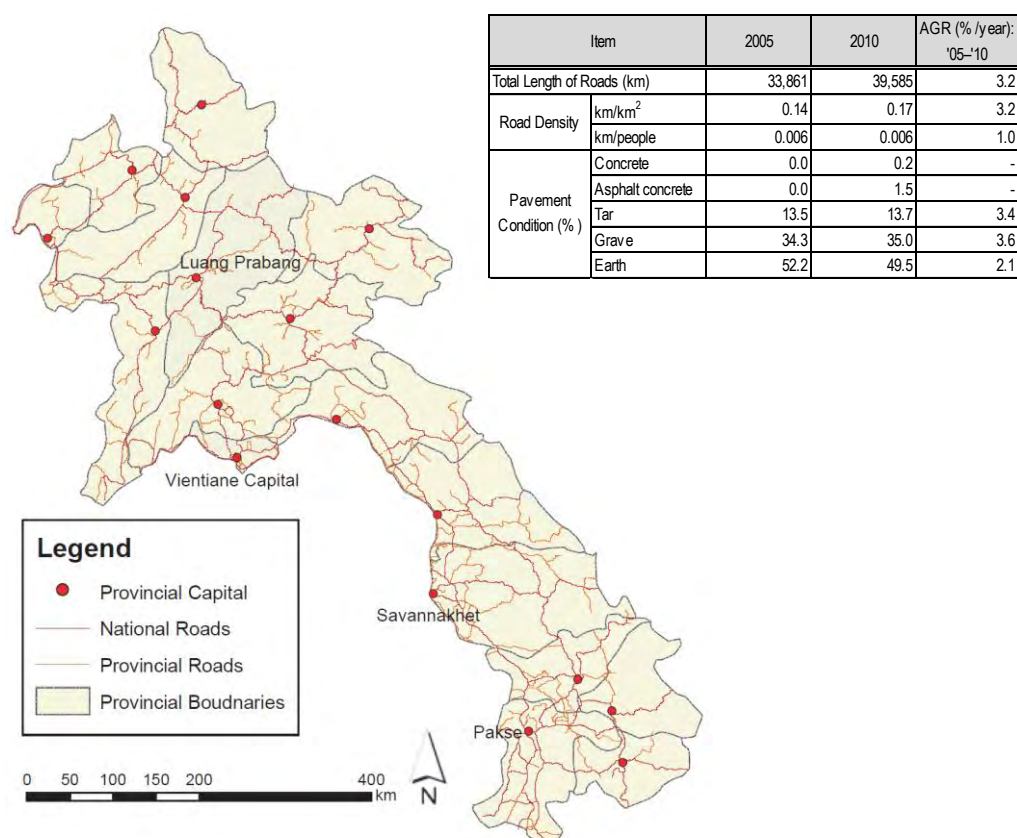 Item 2005 2010 AGR (%/year): '05–'10
Total Length of Roads (km) 33,861 39,585 3.2
Road Density km/km² 0.14 0.17 3.2
km/people 0.006 0.006 1.0
Pavement Condition (%) Concrete 0.0 0.2 -
Asphalt concrete 0.0 1.5 -
Tar 13.5 13.7 3.4
Grave 34.3 35.0 3.6
Earth 52.2 49.5 2.1
Luang Prabang
Vientiane Capital
Savannakhet
Pakse
Legend
Provincial Capital
National Roads
Provincial Roads
Provincial Boudnaries
0 50 100 150 200 400
km
N